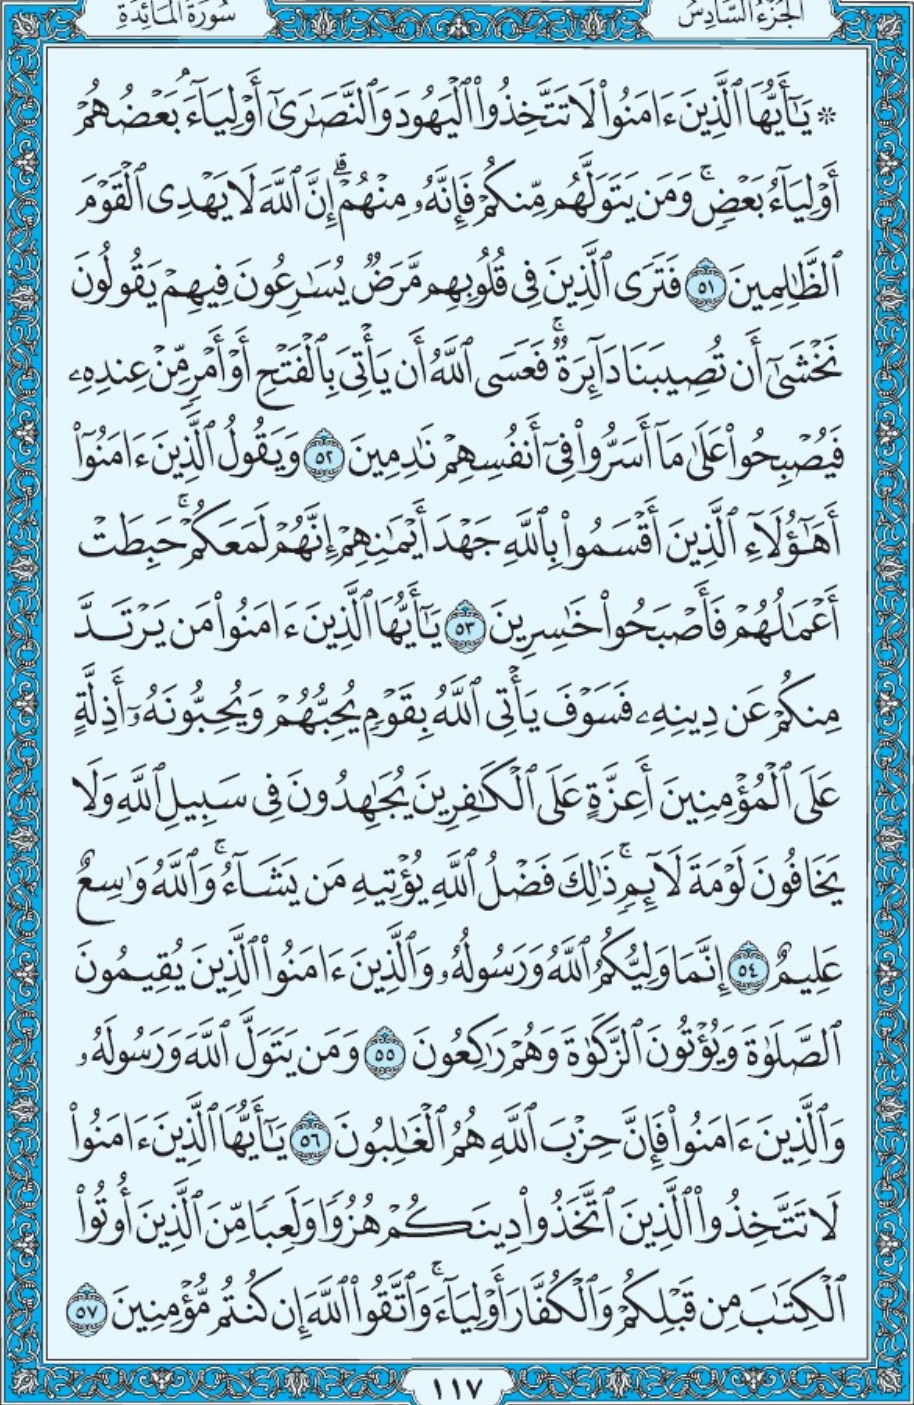 الجُزْءُ السَّادِسُ
سُورَةُ المَائِدَةِ
۞ يَٰٓأَيُّهَا ٱلَّذِينَ ءَامَنُوا۟ لَا تَتَّخِذُوا۟ ٱلْيَهُودَ وَٱلنَّصَٰرَىٰٓ أَوْلِيَآءَۘ بَعْضُهُمْ
أَوْلِيَآءُ بَعْضٍۚ وَمَن يَتَوَلَّهُم مِّنكُمْ فَإِنَّهُۥ مِنْهُمْۗ إِنَّ ٱللَّهَ لَا يَهْدِى ٱلْقَوْمَ
ٱلظَّٰلِمِينَ ٥١ فَتَرَى ٱلَّذِينَ فِى قُلُوبِهِم مَّرَضٌ يُسَٰرِعُونَ فِيهِمْ يَقُولُونَ
نَخْشَىٰٓ أَن تُصِيبَنَا دَآئِرَةٌۚ فَعَسَى ٱللَّهُ أَن يَأْتِىَ بِٱلْفَتْحِ أَوْ أَمْرٍ مِّنْ عِندِهِۦ
فَيُصْبِحُوا۟ عَلَىٰ مَآ أَسَرُّوا۟ فِىٓ أَنفُسِهِمْ نَٰدِمِينَ ٥٢ وَيَقُولُ ٱلَّذِينَ ءَامَنُوٓا۟
أَهَٰٓؤُلَآءِ ٱلَّذِينَ أَقْسَمُوا۟ بِٱللَّهِ جَهْدَ أَيْمَٰنِهِمْ إِنَّهُمْ لَمَعَكُمْۚ حَبِطَتْ
أَعْمَٰلُهُمْ فَأَصْبَحُوا۟ خَٰسِرِينَ ٥٣ يَٰٓأَيُّهَا ٱلَّذِينَ ءَامَنُوا۟ مَن يَرْتَدَّ
مِنكُمْ عَن دِينِهِۦ فَسَوْفَ يَأْتِى ٱللَّهُ بِقَوْمٍ يُحِبُّهُمْ وَيُحِبُّونَهُۥٓ أَذِلَّةٍ
عَلَى ٱلْمُؤْمِنِينَ أَعِزَّةٍ عَلَى ٱلْكَٰفِرِينَ يُجَٰهِدُونَ فِى سَبِيلِ ٱللَّهِ وَلَا
يَخَافُونَ لَوْمَةَ لَآئِمٍۚ ذَٰلِكَ فَضْلُ ٱللَّهِ يُؤْتِيهِ مَن يَشَآءُۚ وَٱللَّهُ وَٰسِعٌ
عَلِيمٌ ٥٤ إِنَّمَا وَلِيُّكُمُ ٱللَّهُ وَرَسُولُهُۥ وَٱلَّذِينَ ءَامَنُوا۟ ٱلَّذِينَ يُقِيمُونَ
ٱلصَّلَوٰةَ وَيُؤْتُونَ ٱلزَّكَوٰةَ وَهُمْ رَٰكِعُونَ ٥٥ وَمَن يَتَوَلَّ ٱللَّهَ وَرَسُولَهُۥ
وَٱلَّذِينَ ءَامَنُوا۟ فَإِنَّ حِزْبَ ٱللَّهِ هُمُ ٱلْغَٰلِبُونَ ٥٦ يَٰٓأَيُّهَا ٱلَّذِينَ ءَامَنُوا۟
لَا تَتَّخِذُوا۟ ٱلَّذِينَ ٱتَّخَذُوا۟ دِينَكُمْ هُزُوًا وَلَعِبًا مِّنَ ٱلَّذِينَ أُوتُوا۟
ٱلْكِتَٰبَ مِن قَبْلِكُمْ وَٱلْكُفَّارَ أَوْلِيَآءَۚ وَٱتَّقُوا۟ ٱللَّهَ إِن كُنتُم مُّؤْمِنِينَ ٥٧
١١٧